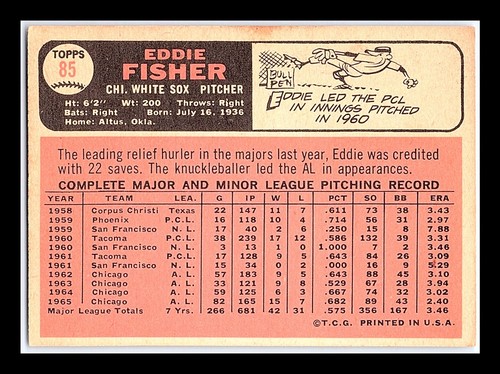 TOPPS
85
EDDIE
FISHER
CHI. WHITE SOX PITCHER
Ht: 6'2" Wt: 200 Throws: Right
Bats: Right Born: July 16, 1936
Home: Altus, Okla.
BULL
PEN
EDDIE LED THE PCL
IN INNINGS PITCHED
IN 1960
The leading relief hurler in the majors last year, Eddie was credited
with 22 saves. The knuckleballer led the AL in appearances.
COMPLETE MAJOR AND MINOR LEAGUE PITCHING RECORD
YEAR TEAM LEA. G IP W L PCT SO BB ERA
1958 Corpus Christi Texas 22 147 11 7 .611 73 38 3.43
1959 Phoenix P.C.L. 16 118 10 4 .714 56 31 2.97
1959 San Francisco N. L. 17 40 2 6 .250 15 8 7.88
1960 Tacoma P.C.L. 38 239 17 12 .586 132 39 3.31
1960 San Francisco N. L. 3 13 1 0 1.000 7 2 3.46
1961 Tacoma P.C.L. 17 128 9 5 .643 84 26 3.09
1961 San Francisco N. L. 15 34 0 2 .000 16 9 5.29
1962 Chicago A. L. 57 183 9 5 .643 88 45 3.10
1963 Chicago A. L. 33 121 9 8 .529 67 28 3.94
1964 Chicago A. L. 59 125 6 3 .667 74 32 3.02
1965 Chicago A. L. 82 165 15 7 .682 89 43 2.40
Major League Totals 7 Yrs. 266 681 42 31 .575 356 167 3.46
©T.C.G. PRINTED IN U.S.A.